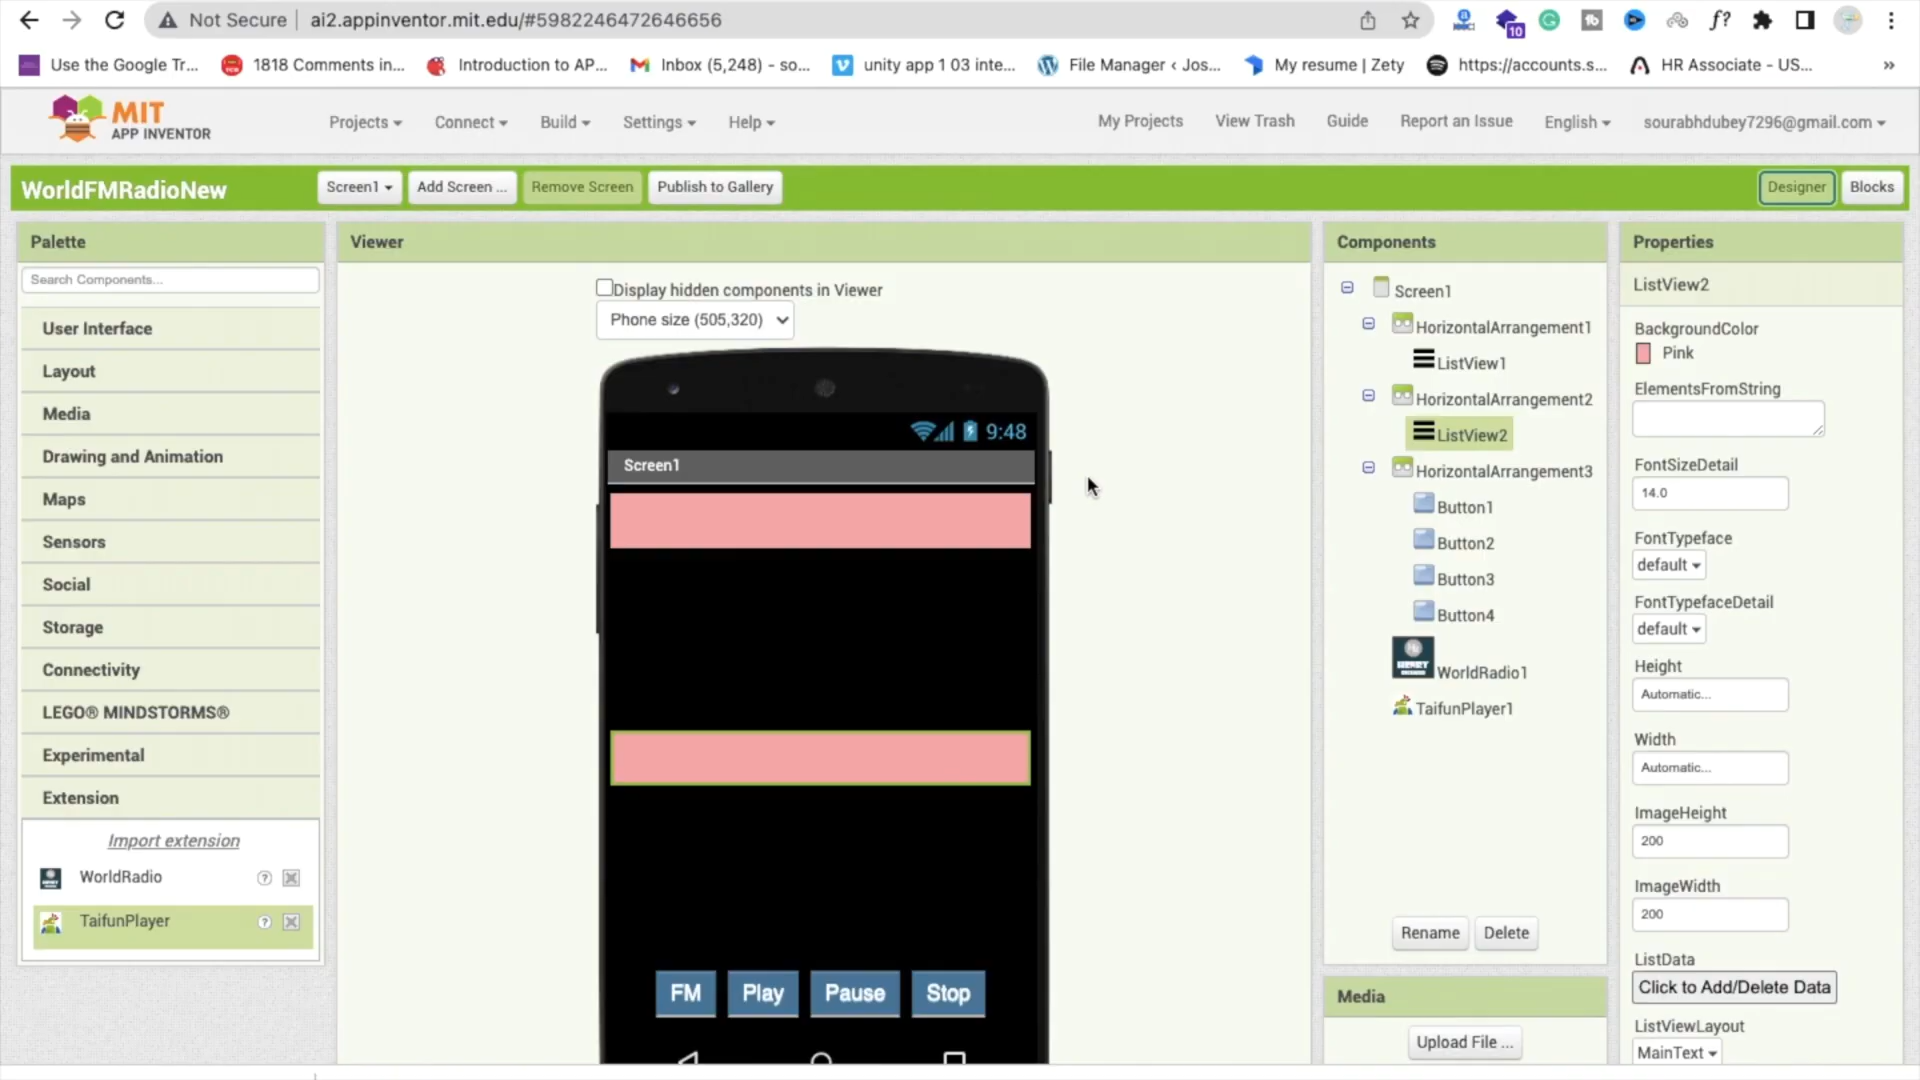 Not Secure
ai2.appinventor.mit.edu/#5982246472646656
10
Use the Google Tr...
1818 Comments in...
Introduction to AP...
Inbox (5,248) - so...
unity app 1 03 inte...
File Manager ‹ Jos...
My resume | Zety
https://accounts.s...
HR Associate - US...
»
MIT
APP INVENTOR
Projects
Connect
Build
Settings
Help
My Projects
View Trash
Guide
Report an Issue
English
sourabhdubey7296@gmail.com
WorldFMRadioNew
Screen1
Add Screen ...
Remove Screen
Publish to Gallery
Designer
Blocks
Palette
Search Components...
User Interface
Layout
Media
Drawing and Animation
Maps
Sensors
Social
Storage
Connectivity
LEGO® MINDSTORMS®
Experimental
Extension
Import extension
WorldRadio
TaifunPlayer
Viewer
Display hidden components in Viewer
Phone size (505,320)
9:48
Screen1
FM
Play
Pause
Stop
Components
Screen1
HorizontalArrangement1
ListView1
HorizontalArrangement2
ListView2
HorizontalArrangement3
Button1
Button2
Button3
Button4
WorldRadio1
TaifunPlayer1
Rename
Delete
Media
Upload File ...
Properties
ListView2
BackgroundColor
Pink
ElementsFromString
FontSizeDetail
14.0
FontTypeface
default
FontTypefaceDetail
default
Height
Automatic...
Width
Automatic...
ImageHeight
200
ImageWidth
200
ListData
Click to Add/Delete Data
ListViewLayout
MainText